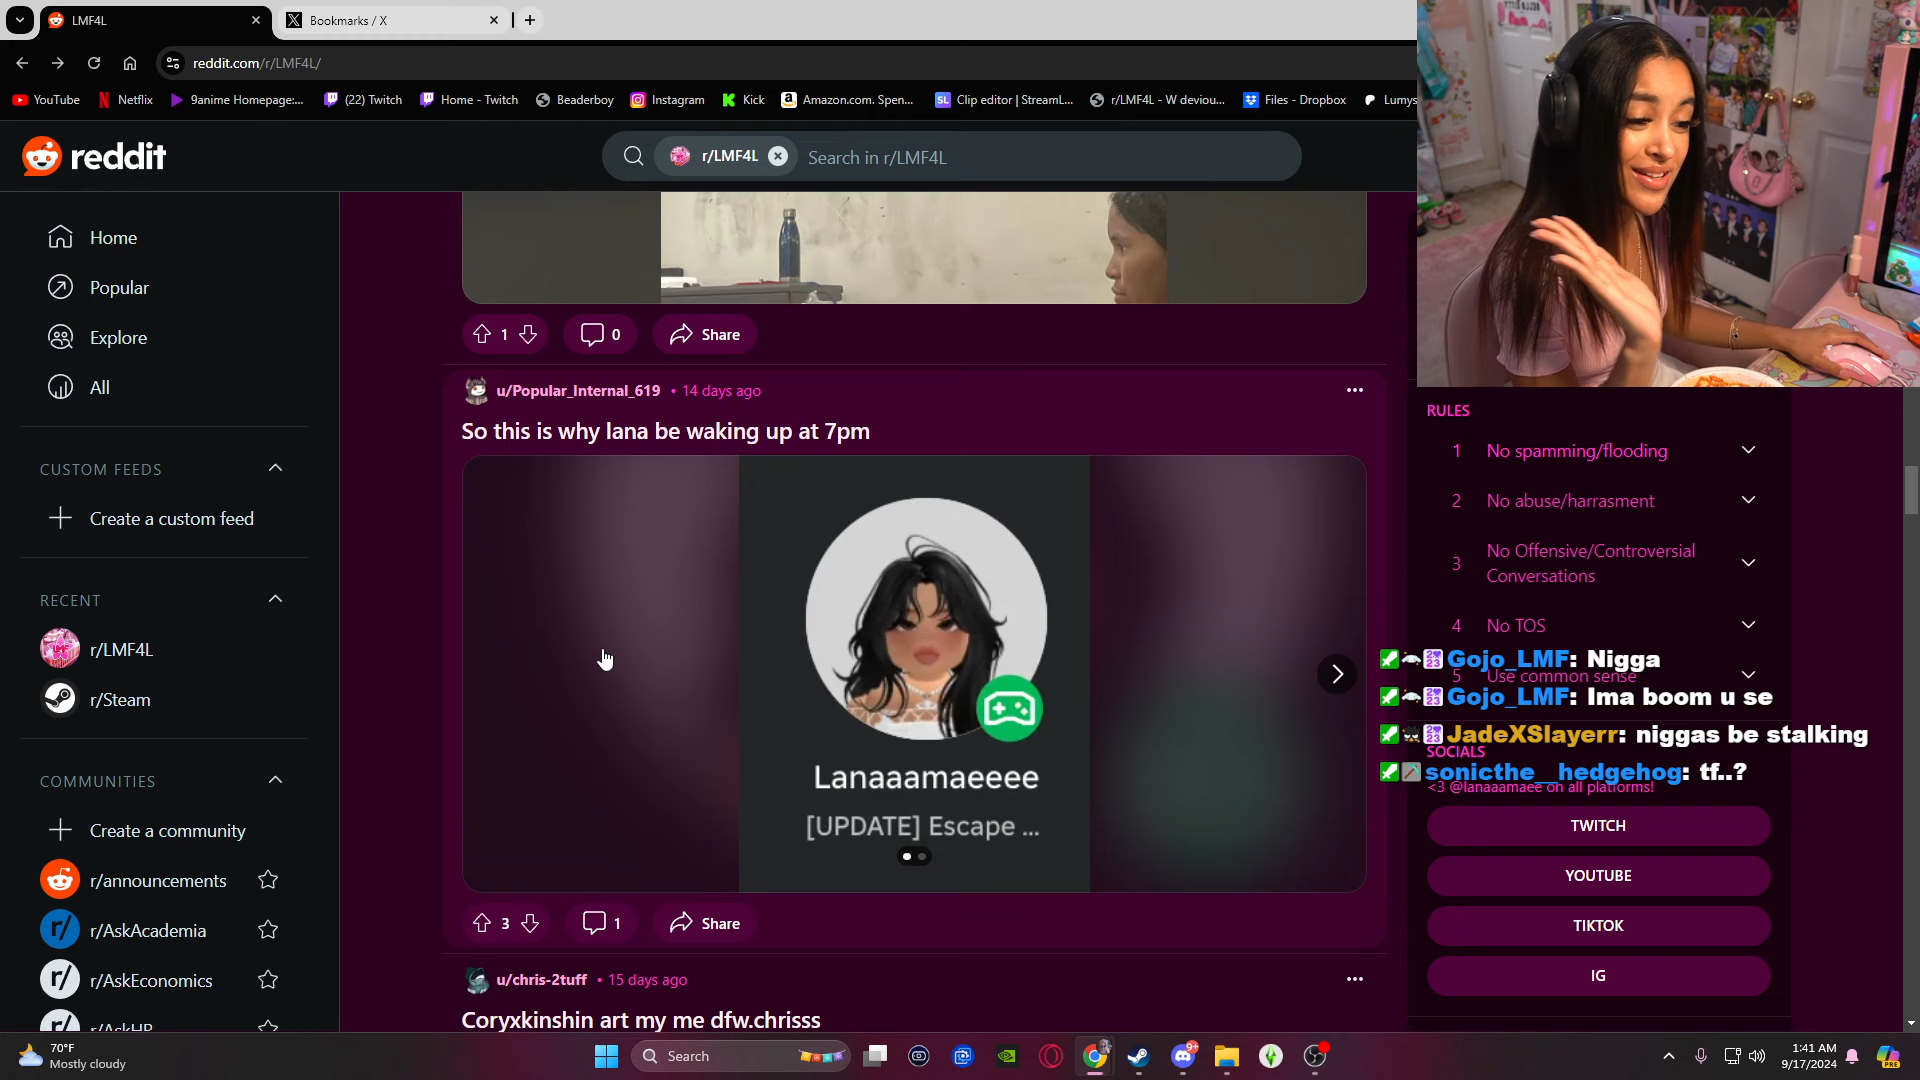 LMF4L
Bookmarks / X
reddit.com/r/LMF4L/
YouTube
Netflix
9anime Homepage:...
(22) Twitch
Home - Twitch
Beaderboy
Instagram
Kick
Amazon.com. Spen...
SL Clip editor | StreamL...
r/LMF4L - W deviou...
Files - Dropbox
Lumys
reddit
r/LMF4L
Search in r/LMF4L
Home
Popular
Explore
All
CUSTOM FEEDS
Create a custom feed
RECENT
r/LMF4L
r/Steam
COMMUNITIES
Create a community
r/announcements
r/ r/AskAcademia
r/ r/AskEconomics
r/ r/AskHR
1
0
Share
u/Popular_Internal_619 • 14 days ago
So this is why lana be waking up at 7pm
Lanaaamaeeee
[UPDATE] Escape ...
3
1
Share
u/chris-2tuff • 15 days ago
Coryxkinshin art my me dfw.chrisss
RULES
1 No spamming/flooding
2 No abuse/harrasment
3 No Offensive/Controversial
Conversations
4 No TOS
Gojo_LMF: Nigga
5 Use common sense
Gojo_LMF: Ima boom u se
JadeXSlayerr: niggas be stalking
SOCIALS
sonicthe__hedgehog: tf..?
<3 @lanaaamaee on all platforms!
TWITCH
YOUTUBE
TIKTOK
IG
70°F
Mostly cloudy
Search
9+
1:41 AM
9/17/2024
PRE